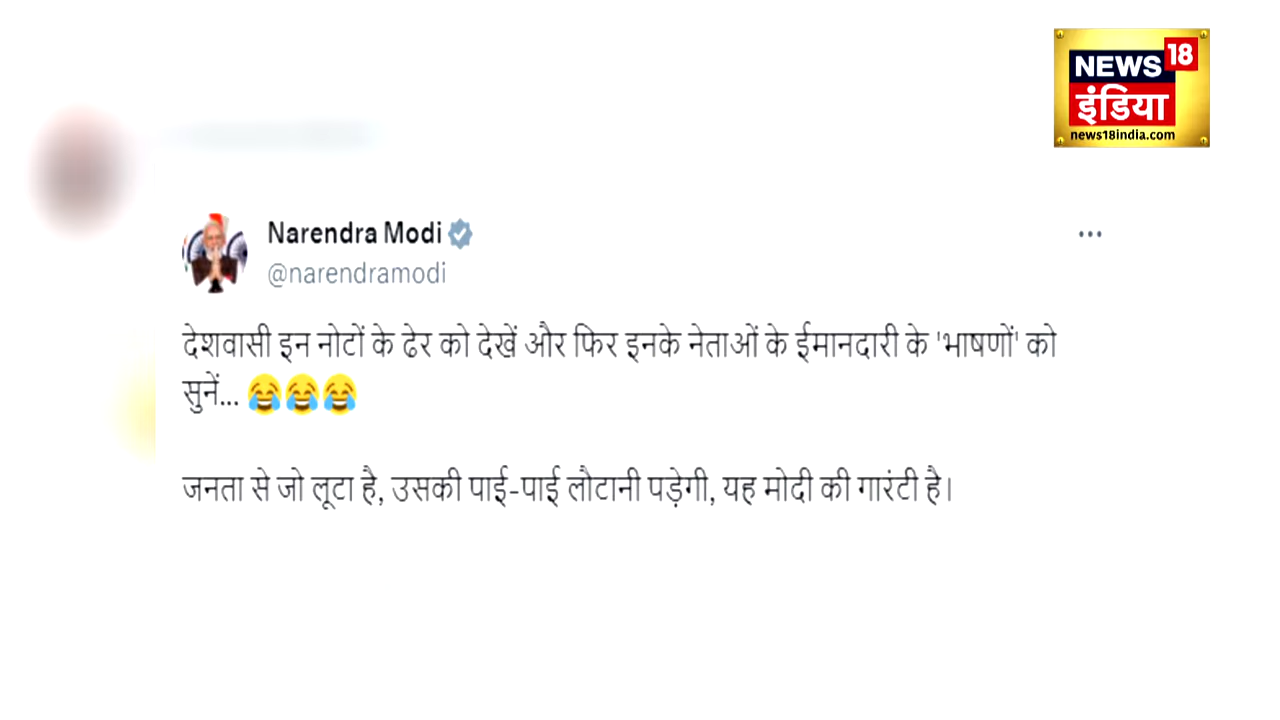 NEWS 18
इंडिया
news18india.com
Narendra Modi
@narendramodi
देशवासी इन नोटों के ढेर को देखें और फिर इनके नेताओं के ईमानदारी के 'भाषणों' को
सुनें... 😂😂😂
जनता से जो लूटा है, उसकी पाई-पाई लौटानी पड़ेगी, यह मोदी की गारंटी है।